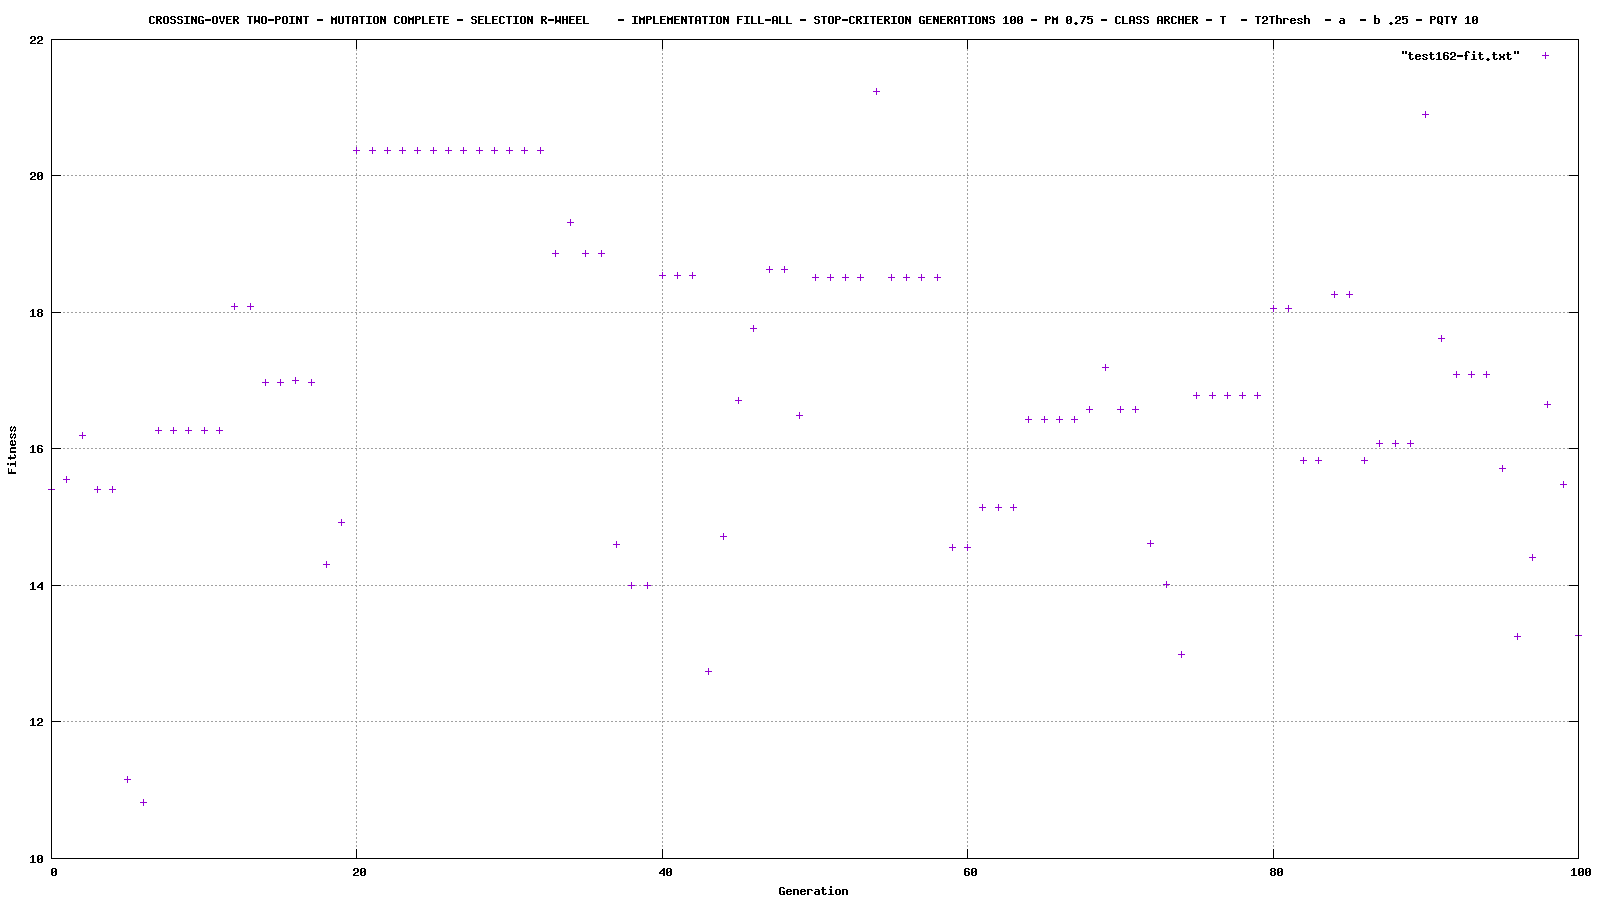 CROSSING-OVER TWO-POINT - MUTATION COMPLETE - SELECTION R-WHEEL    - IMPLEMENTATION FILL-ALL - STOP-CRITERION GENERATIONS 100 - PM 0.75 - CLASS ARCHER - T  - T2Thresh  - a  - b .25 - PQTY 10
"test162-fit.txt"
22
20
18
16
14
12
10
Fitness
0 20 40 60 80 100
Generation